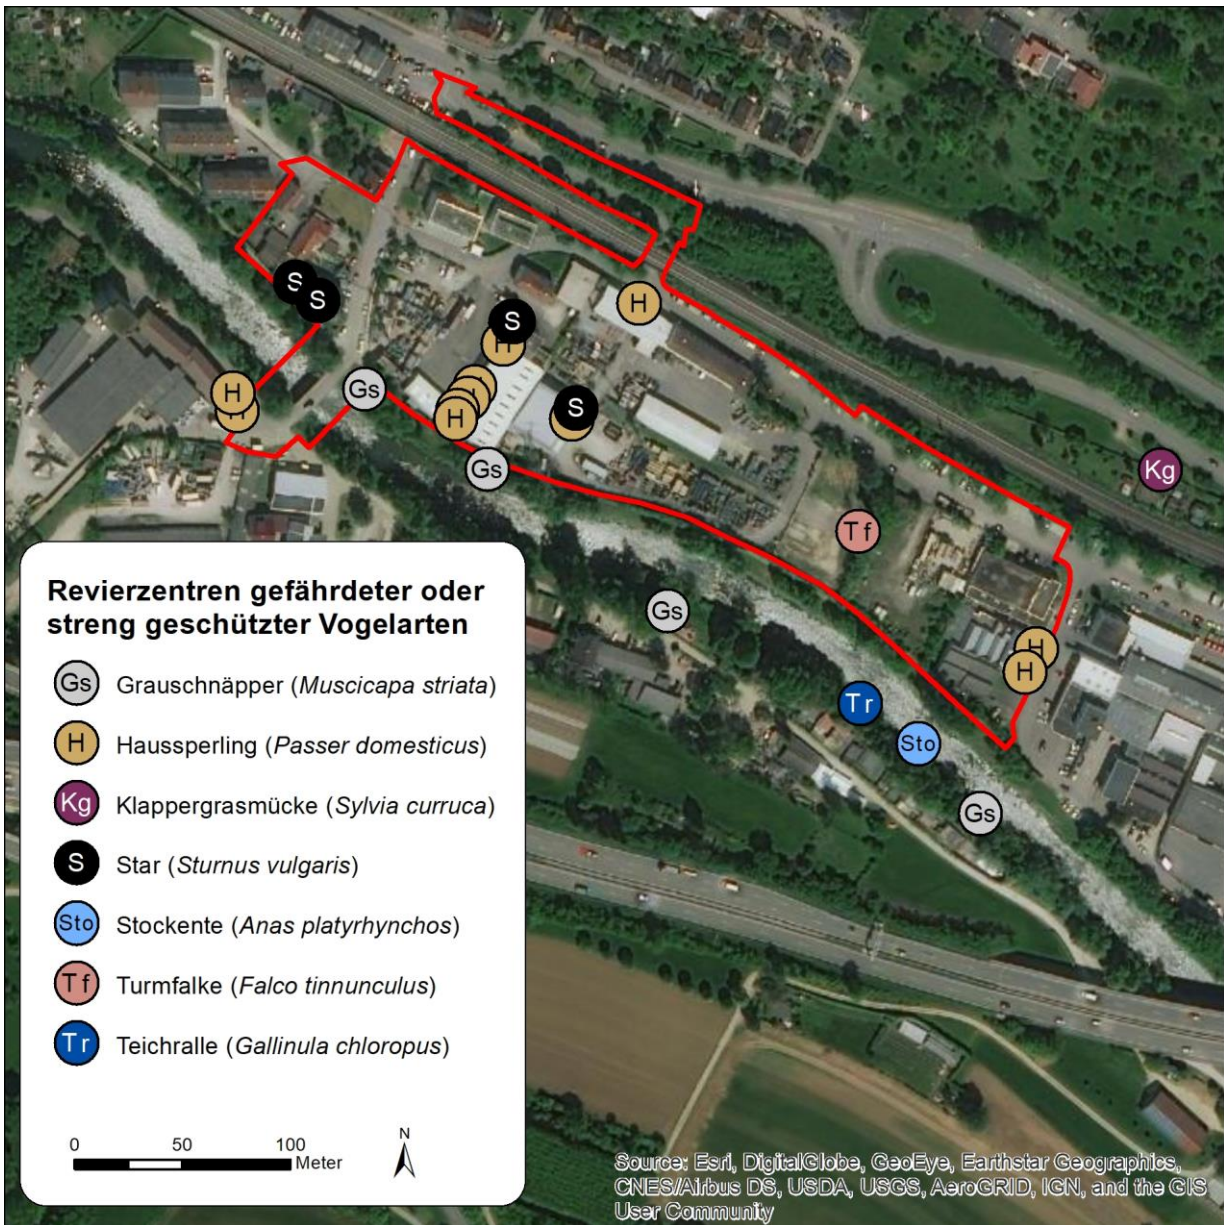 S
S
S
H
H
H
Gs
H
H
H
S
H
Gs
Kg
Tf
Gs
H
H
Tr
Sto
Gs
Revierzentren gefährdeter oder
streng geschützter Vogelarten
Gs Grauschnäpper (Muscicapa striata)
H Haussperling (Passer domesticus)
Kg Klappergrasmücke (Sylvia curruca)
S Star (Sturnus vulgaris)
Sto Stockente (Anas platyrhynchos)
Tf Turmfalke (Falco tinnunculus)
Tr Teichralle (Gallinula chloropus)
0 50 100
Meter
N
Source: Esri, DigitalGlobe, GeoEye, Earthstar Geographics,
CNES/Airbus DS, USDA, USGS, AeroGRID, IGN, and the GIS
User Community